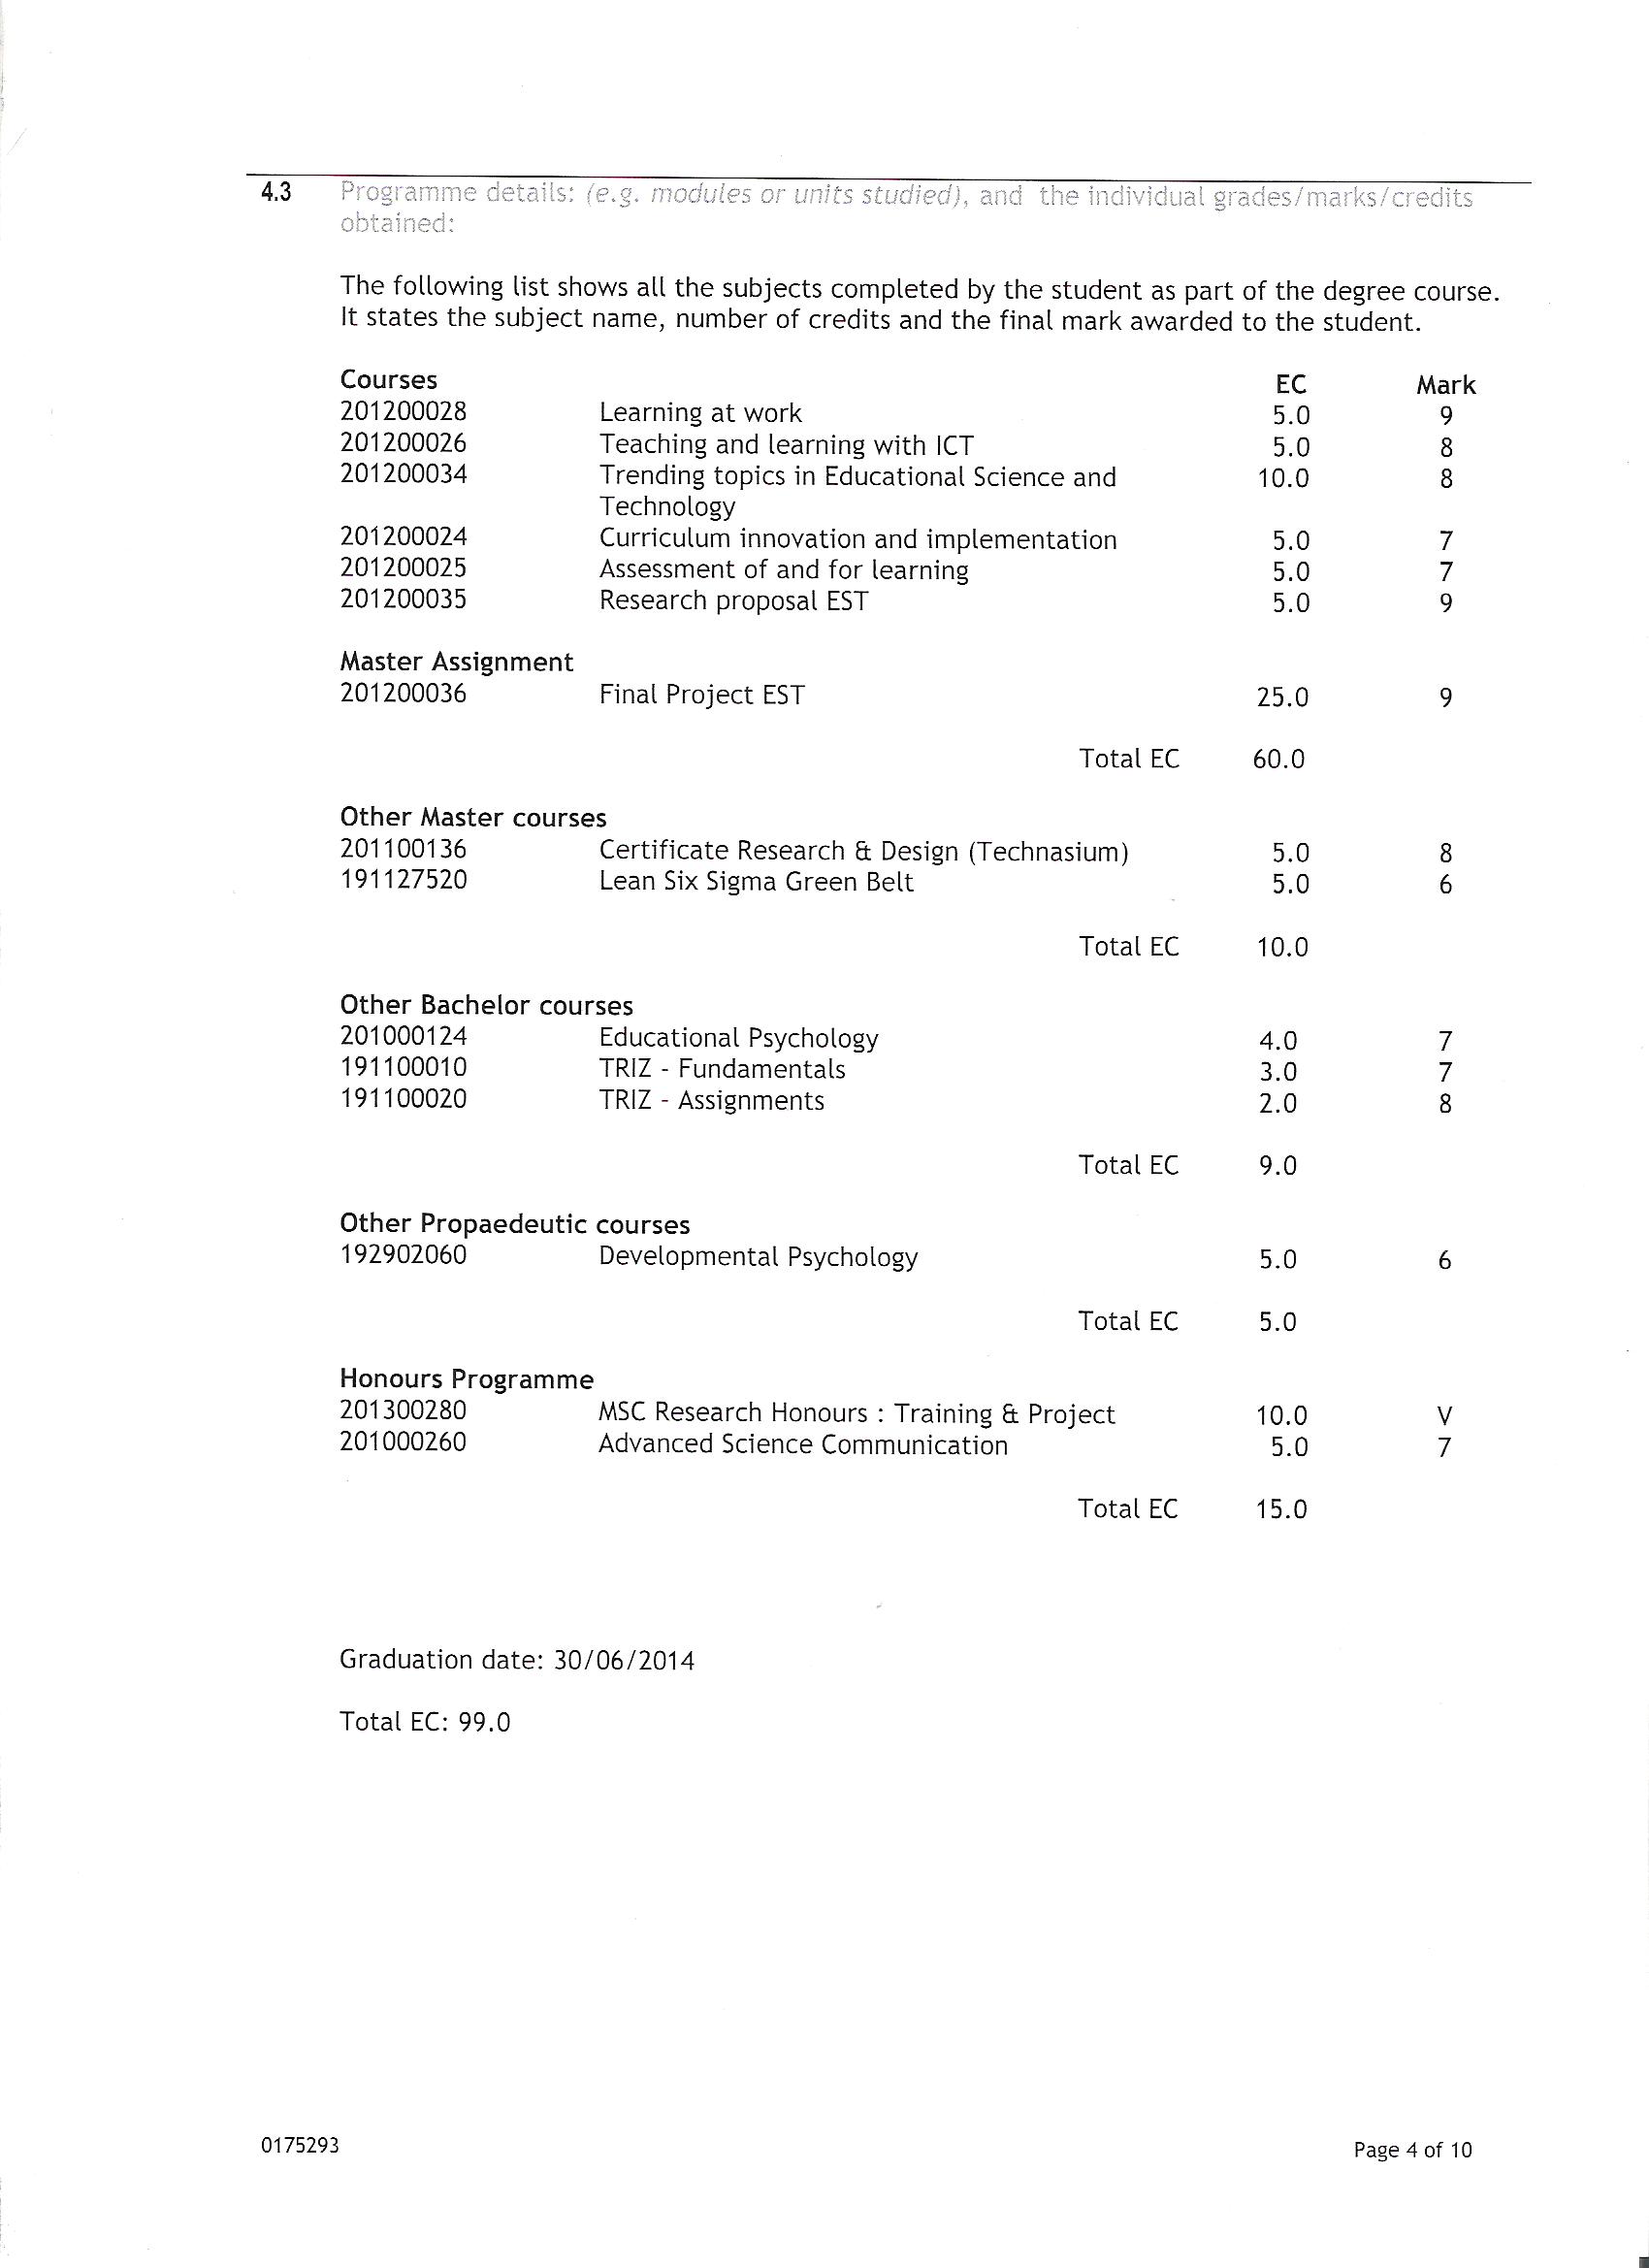 4.3 Programme details: (e.g. modules or units studied), and the individual grades/marks/credits
obtained:
The following list shows all the subjects completed by the student as part of the degree course.
It states the subject name, number of credits and the final mark awarded to the student.
Courses EC Mark
201200028 Learning at work 5.0 9
201200026 Teaching and learning with ICT 5.0 8
201200034 Trending topics in Educational Science and 10.0 8
Technology
201200024 Curriculum innovation and implementation 5.0 7
201200025 Assessment of and for learning 5.0 7
201200035 Research proposal EST 5.0 9
Master Assignment
201200036 Final Project EST 25.0 9
Total EC 60.0
Other Master courses
201100136 Certificate Research & Design (Technasium) 5.0 8
191127520 Lean Six Sigma Green Belt 5.0 6
Total EC 10.0
Other Bachelor courses
201000124 Educational Psychology 4.0 7
191100010 TRIZ - Fundamentals 3.0 7
191100020 TRIZ - Assignments 2.0 8
Total EC 9.0
Other Propaedeutic courses
192902060 Developmental Psychology 5.0 6
Total EC 5.0
Honours Programme
201300280 MSC Research Honours : Training & Project 10.0 V
201000260 Advanced Science Communication 5.0 7
Total EC 15.0
Graduation date: 30/06/2014
Total EC: 99.0
0175293 Page 4 of 10